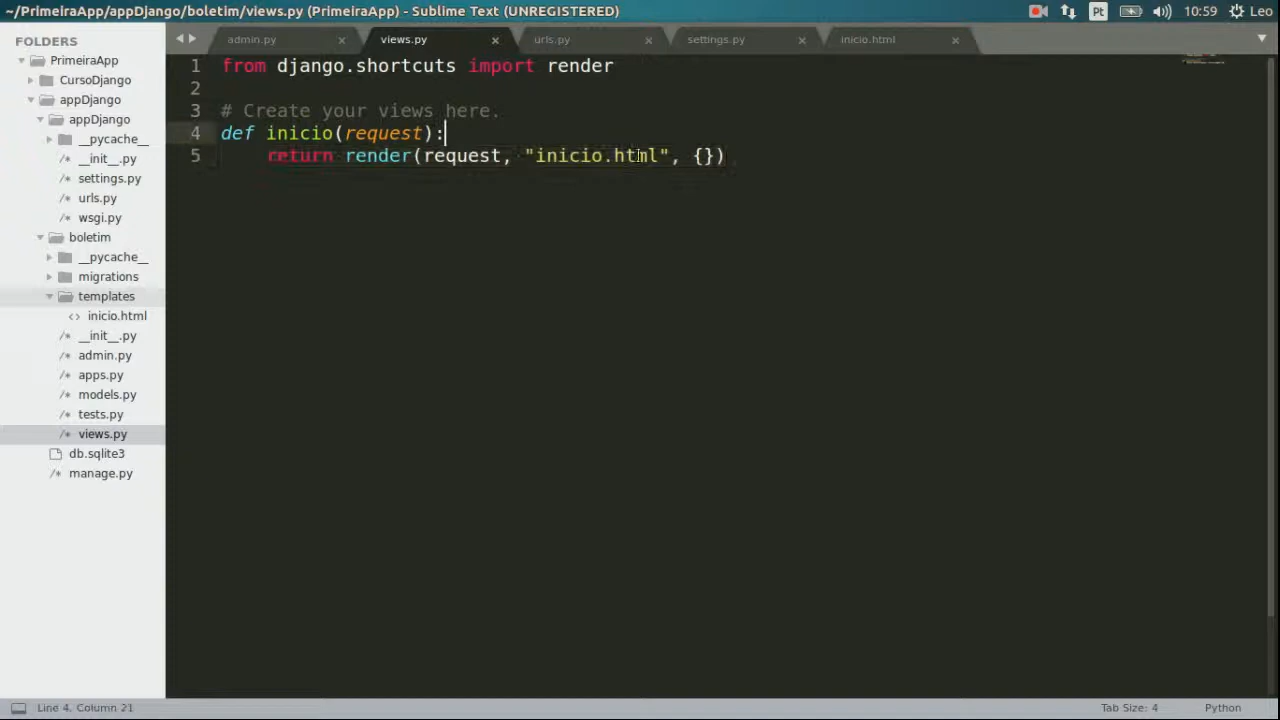 ~/PrimeiraApp/appDjango/boletim/views.py (PrimeiraApp) - Sublime Text (UNREGISTERED)
Pt
10:59
Leo
FOLDERS
PrimeiraApp
CursoDjango
appDjango
appDjango
__pycache__
__init__.py
settings.py
urls.py
wsgi.py
boletim
__pycache__
migrations
templates
<> inicio.html
__init__.py
admin.py
apps.py
models.py
tests.py
views.py
db.sqlite3
manage.py
admin.py
views.py
urls.py
settings.py
inicio.html
1 from django.shortcuts import render
2
3 # Create your views here.
4 def inicio(request):
5     return render(request, "inicio.html", {})
Line 4, Column 21
Tab Size: 4
Python